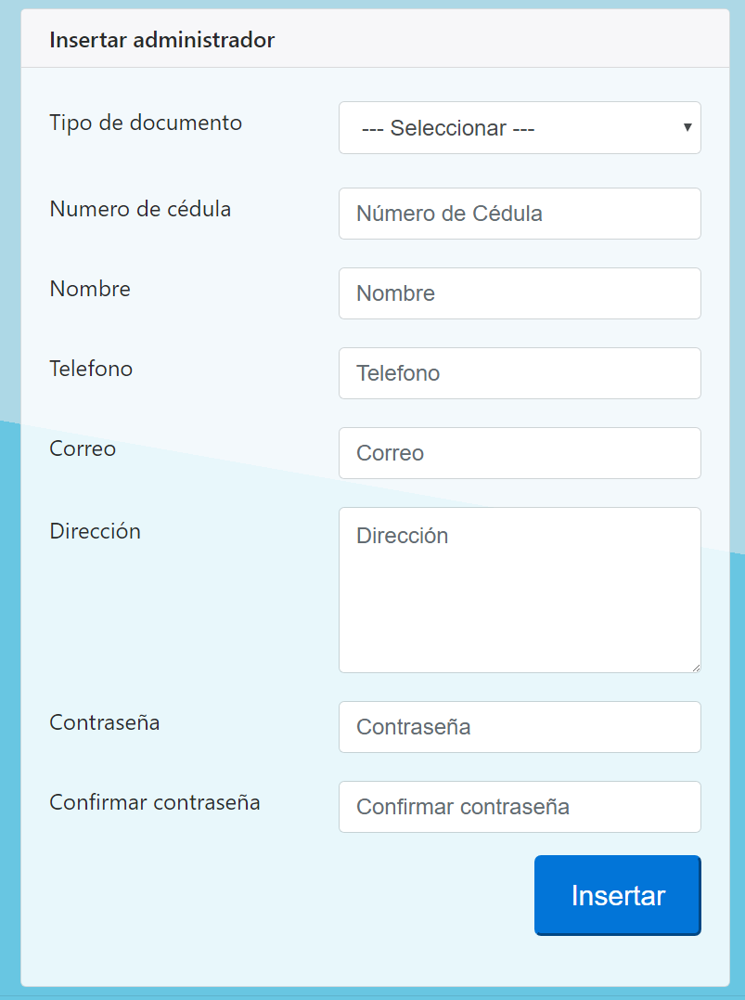 Insertar administrador
Tipo de documento
--- Seleccionar ---
Numero de cédula
Número de Cédula
Nombre
Nombre
Telefono
Telefono
Correo
Correo
Dirección
Dirección
Contraseña
Contraseña
Confirmar contraseña
Confirmar contraseña
Insertar